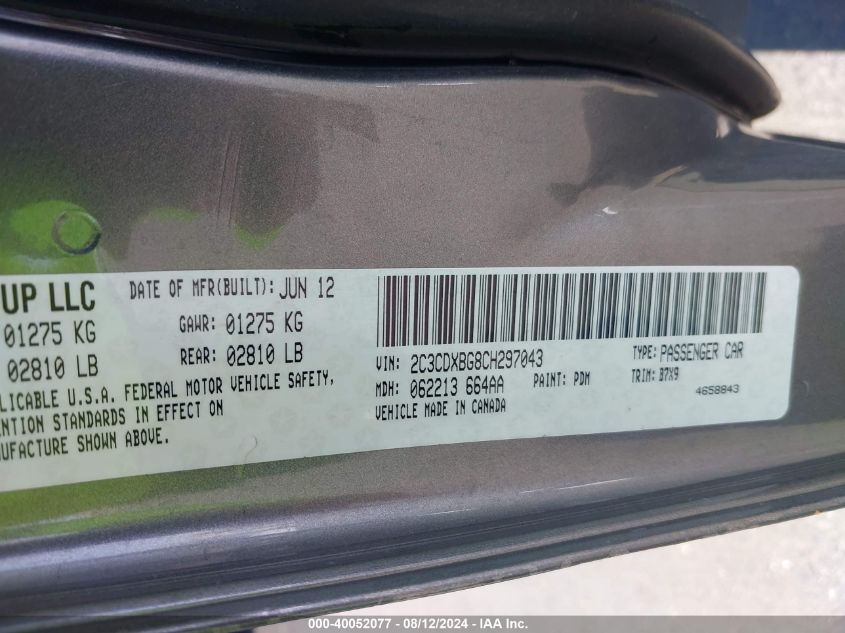 UP LLC DATE OF MFR(BUILT): JUN 12
01275 KG GAWR: 01275 KG
02810 LB REAR: 02810 LB
LICABLE U.S.A. FEDERAL MOTOR VEHICLE SAFETY,
ENTION STANDARDS IN EFFECT ON
UFACTURE SHOWN ABOVE.
VIN: 2C3CDXBG8CH297043 TYPE: PASSENGER CAR
MDH: 062213 664AA PAINT: PDM TRIM: B7X9
VEHICLE MADE IN CANADA 4658843
000-40052077 - 08/12/2024 - IAA Inc.